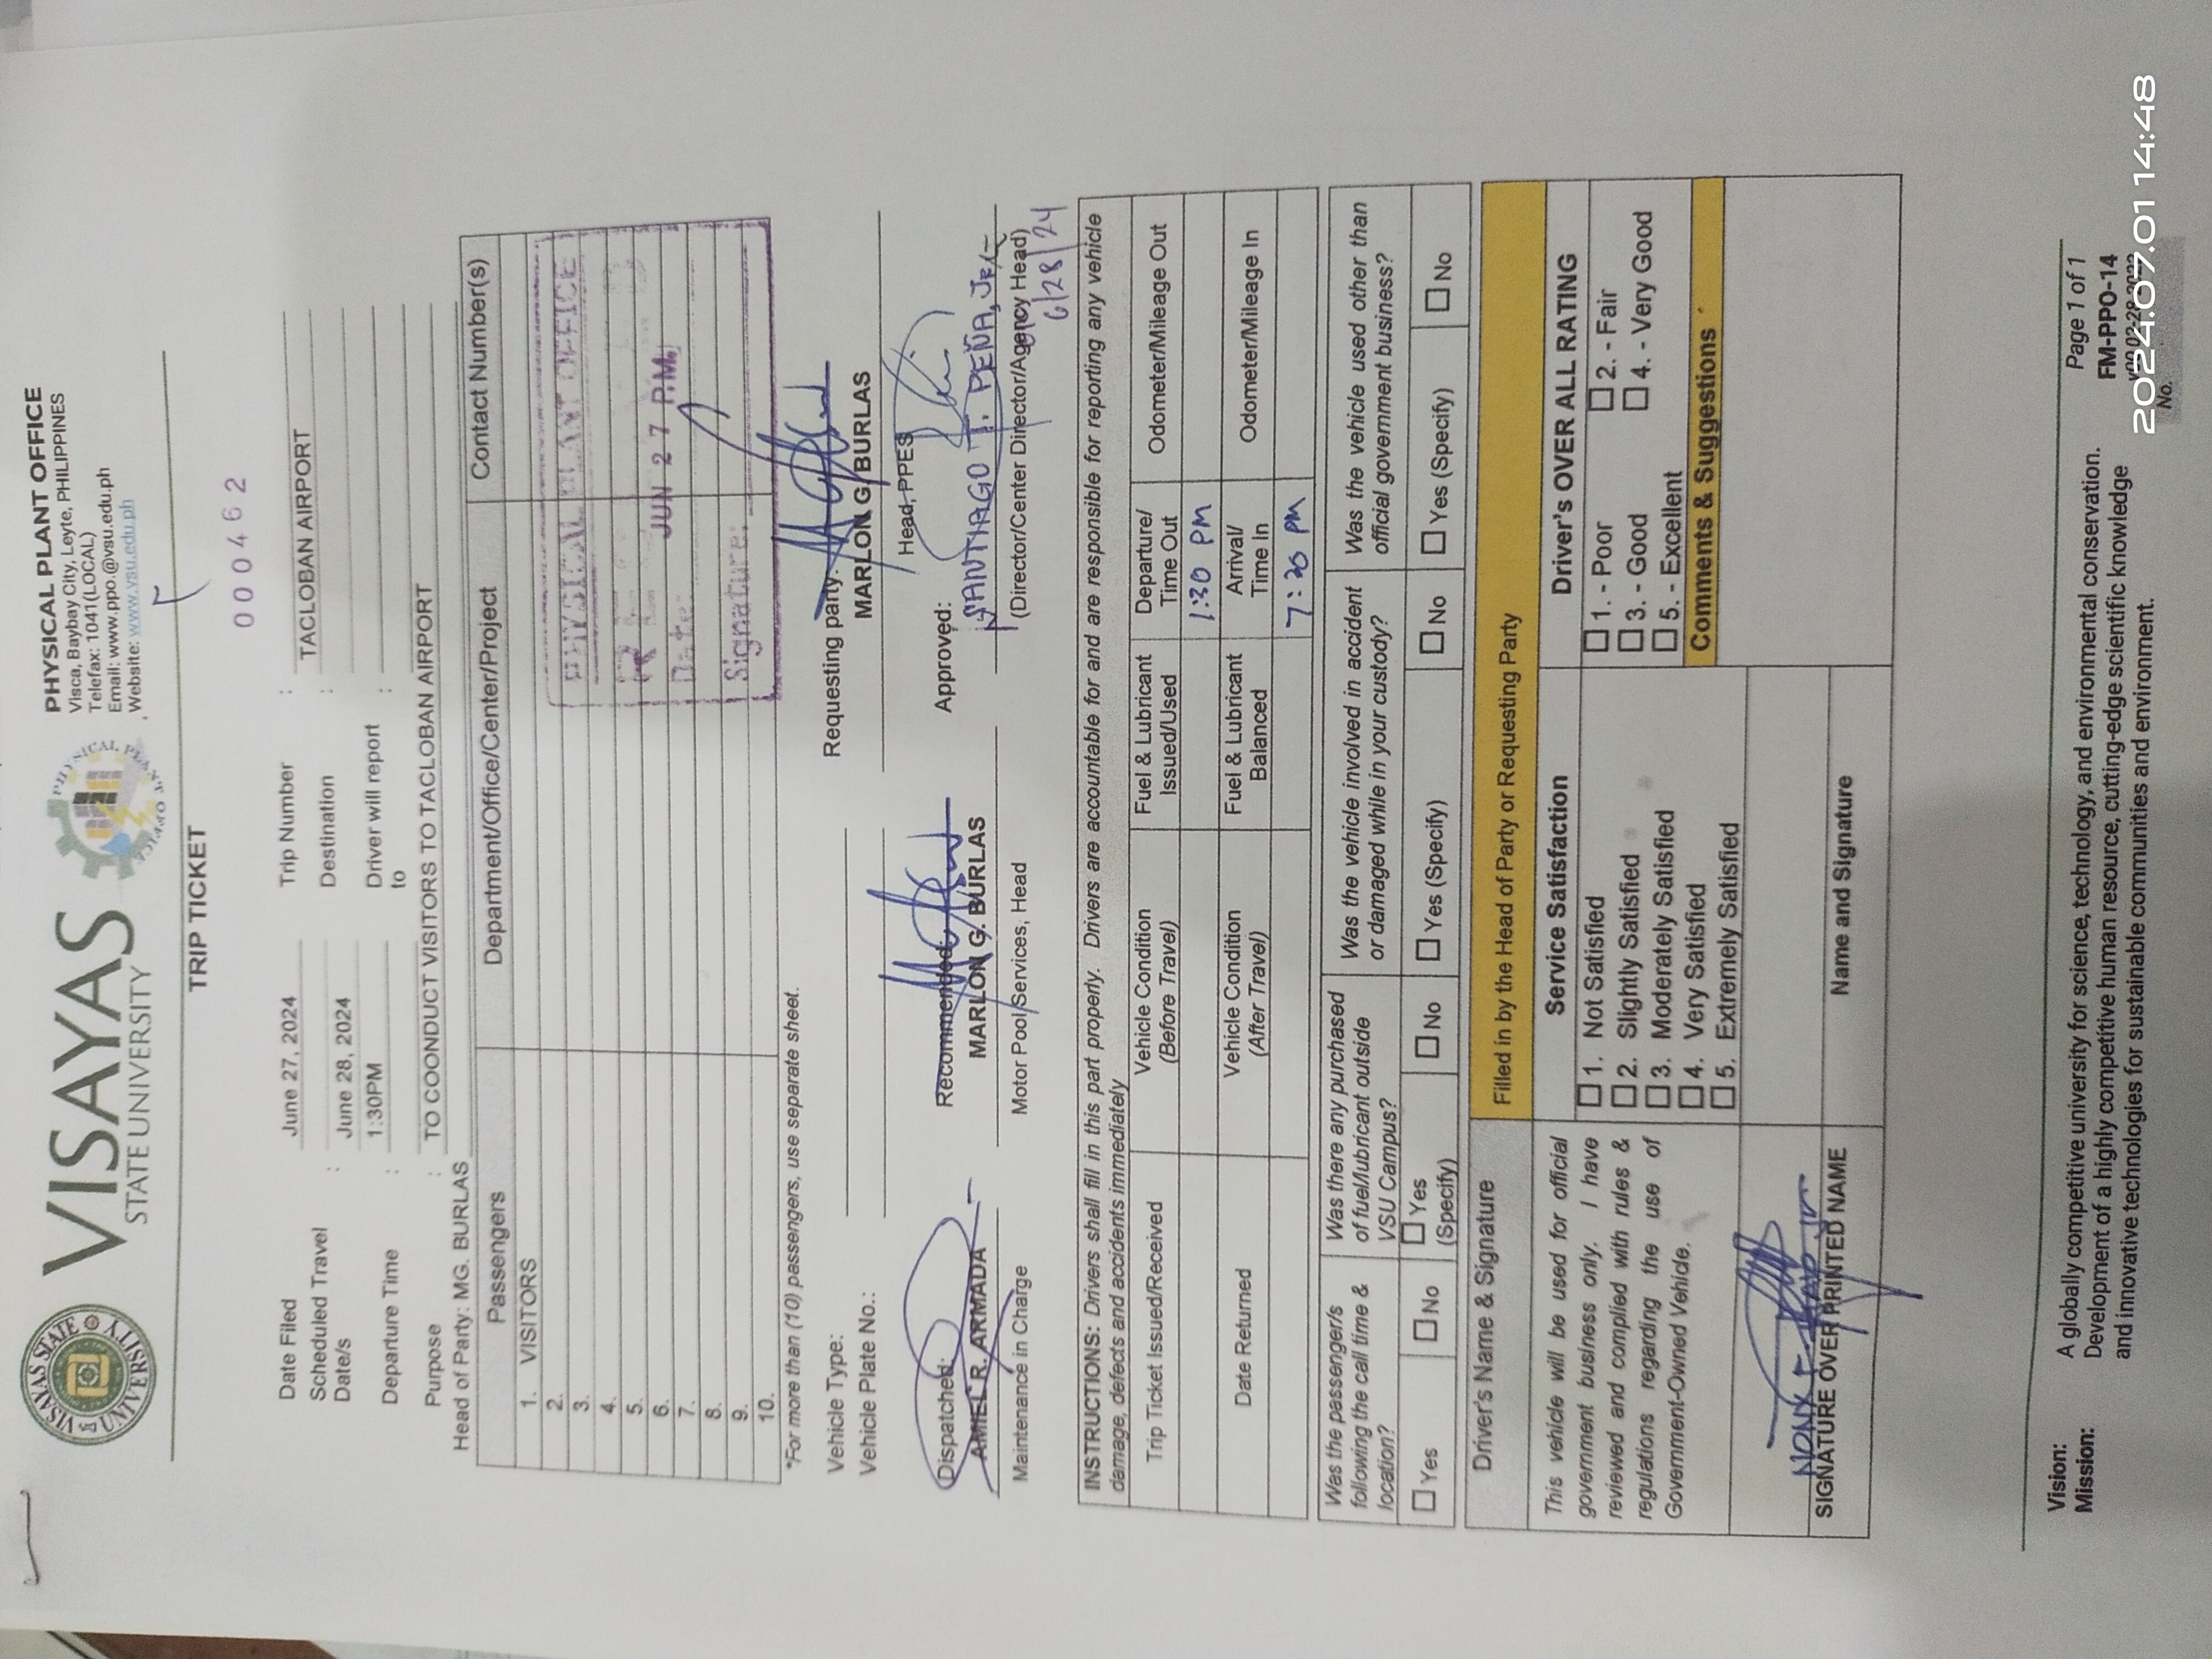 VISAYAS
STATE UNIVERSITY
PHYSICAL PLANT OFFICE
Visca, Baybay City, Leyte, PHILIPPINES
Telefax: 1041(LOCAL)
Email: www.ppo.@vsu.edu.ph
Website: www.vsu.edu.ph
TRIP TICKET
000462
Date Filed June 27, 2024 Trip Number :
Scheduled Travel Date/s : June 28, 2024 Destination : TACLOBAN AIRPORT
Departure Time : 1:30PM Driver will report to :
Purpose : TO COONDUCT VISITORS TO TACLOBAN AIRPORT
Head of Party: MG. BURLAS
Passengers Department/Office/Center/Project Contact Number(s)
1. VISITORS
2.
3.
4.
5.
6.
7.
8.
9.
10.
PHYSICAL PLANT OFFICE
Date: JUN 27 P.M.
Signature:
*For more than (10) passengers, use separate sheet.
Vehicle Type:
Vehicle Plate No.:
Requesting party:
MARLON G. BURLAS
Head, PPES
Dispatched: Recommended: Approved:
AMEL R. ARMADA MARLON G. BURLAS SANTIAGO T. PEÑA, JR.
Maintenance in Charge Motor Pool Services, Head (Director/Center Director/Agency Head)
6/28/24
INSTRUCTIONS: Drivers shall fill in this part properly. Drivers are accountable for and are responsible for reporting any vehicle
damage, defects and accidents immediately
Trip Ticket Issued/Received Vehicle Condition (Before Travel) Fuel & Lubricant Issued/Used Departure/ Time Out Odometer/Mileage Out
1:30 PM
Date Returned Vehicle Condition (After Travel) Fuel & Lubricant Balanced Arrival/ Time In Odometer/Mileage In
7:30 PM
Was the passenger/s following the call time & location? Was there any purchased of fuel/lubricant outside VSU Campus? Was the vehicle involved in accident or damaged while in your custody? Was the vehicle used other than official government business?
Yes No Yes (Specify) No Yes (Specify) No Yes (Specify) No
Driver's Name & Signature
Filled in by the Head of Party or Requesting Party
This vehicle will be used for official
government business only. I have
reviewed and complied with rules &
regulations regarding the use of
Government-Owned Vehicle.
Service Satisfaction
1. Not Satisfied
2. Slightly Satisfied
3. Moderately Satisfied
4. Very Satisfied
5. Extremely Satisfied
Driver's OVER ALL RATING
1. - Poor 2. - Fair
3. - Good 4. - Very Good
5. - Excellent
Comments & Suggestions
SIGNATURE OVER PRINTED NAME
Name and Signature
Vision: A globally competitive university for science, technology, and environmental conservation.
Mission: Development of a highly competitive human resource, cutting-edge scientific knowledge
and innovative technologies for sustainable communities and environment.
Page 1 of 1
FM-PPO-14
No.
2024.07.01 14:48